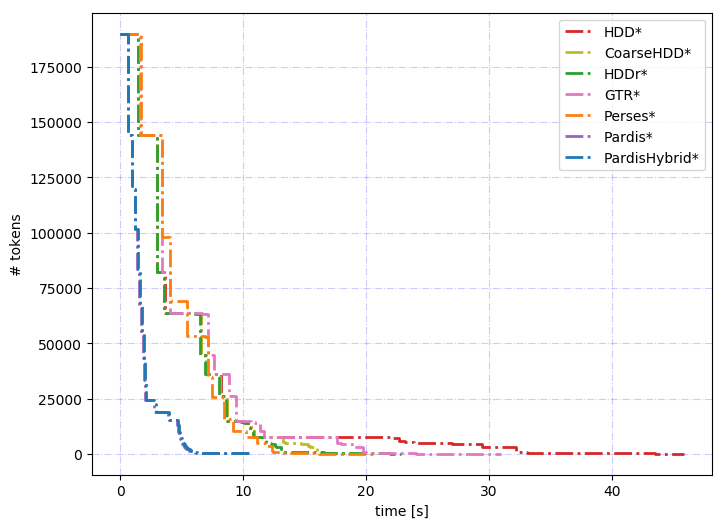 175000
150000
125000
100000
75000
50000
25000
0
# tokens
0
10
20
30
40
time [s]
HDD*
CoarseHDD*
HDDr*
GTR*
Perses*
Pardis*
PardisHybrid*